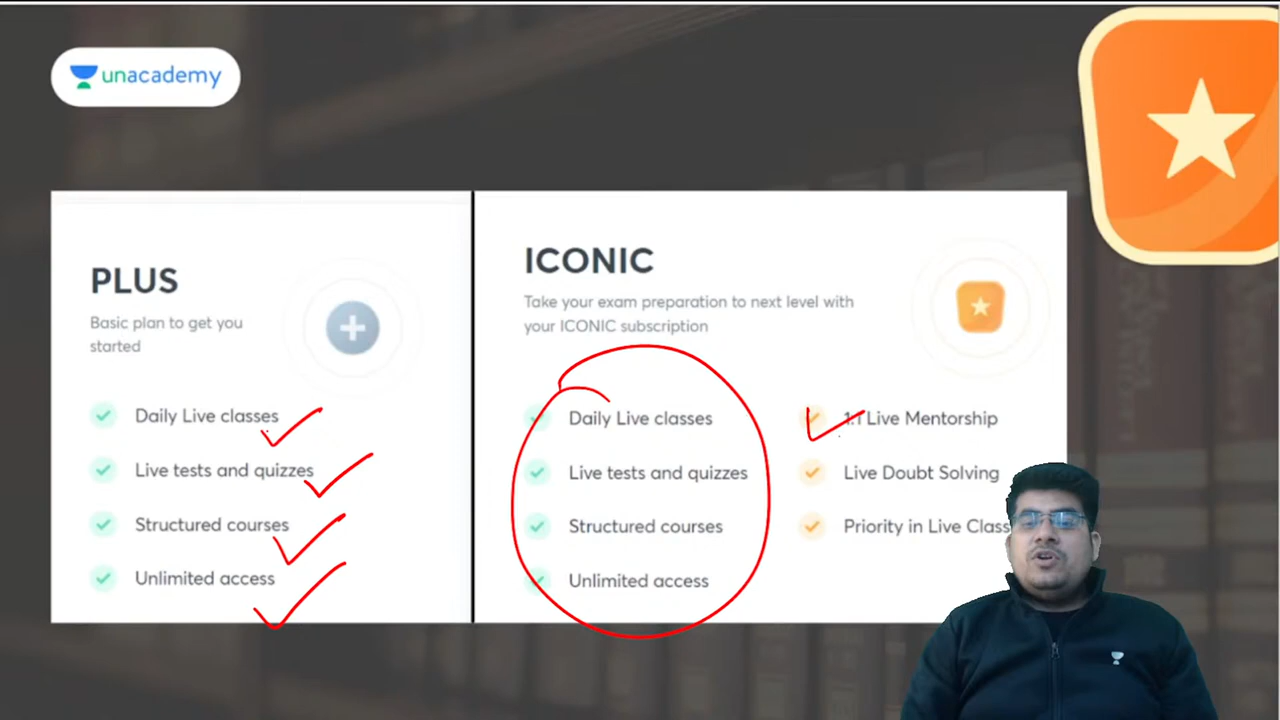 unacademy
PLUS
Basic plan to get you
started
Daily Live classes
Live tests and quizzes
Structured courses
Unlimited access
ICONIC
Take your exam preparation to next level with
your ICONIC subscription
Daily Live classes
Live tests and quizzes
Structured courses
Unlimited access
1:1 Live Mentorship
Live Doubt Solving
Priority in Live Class